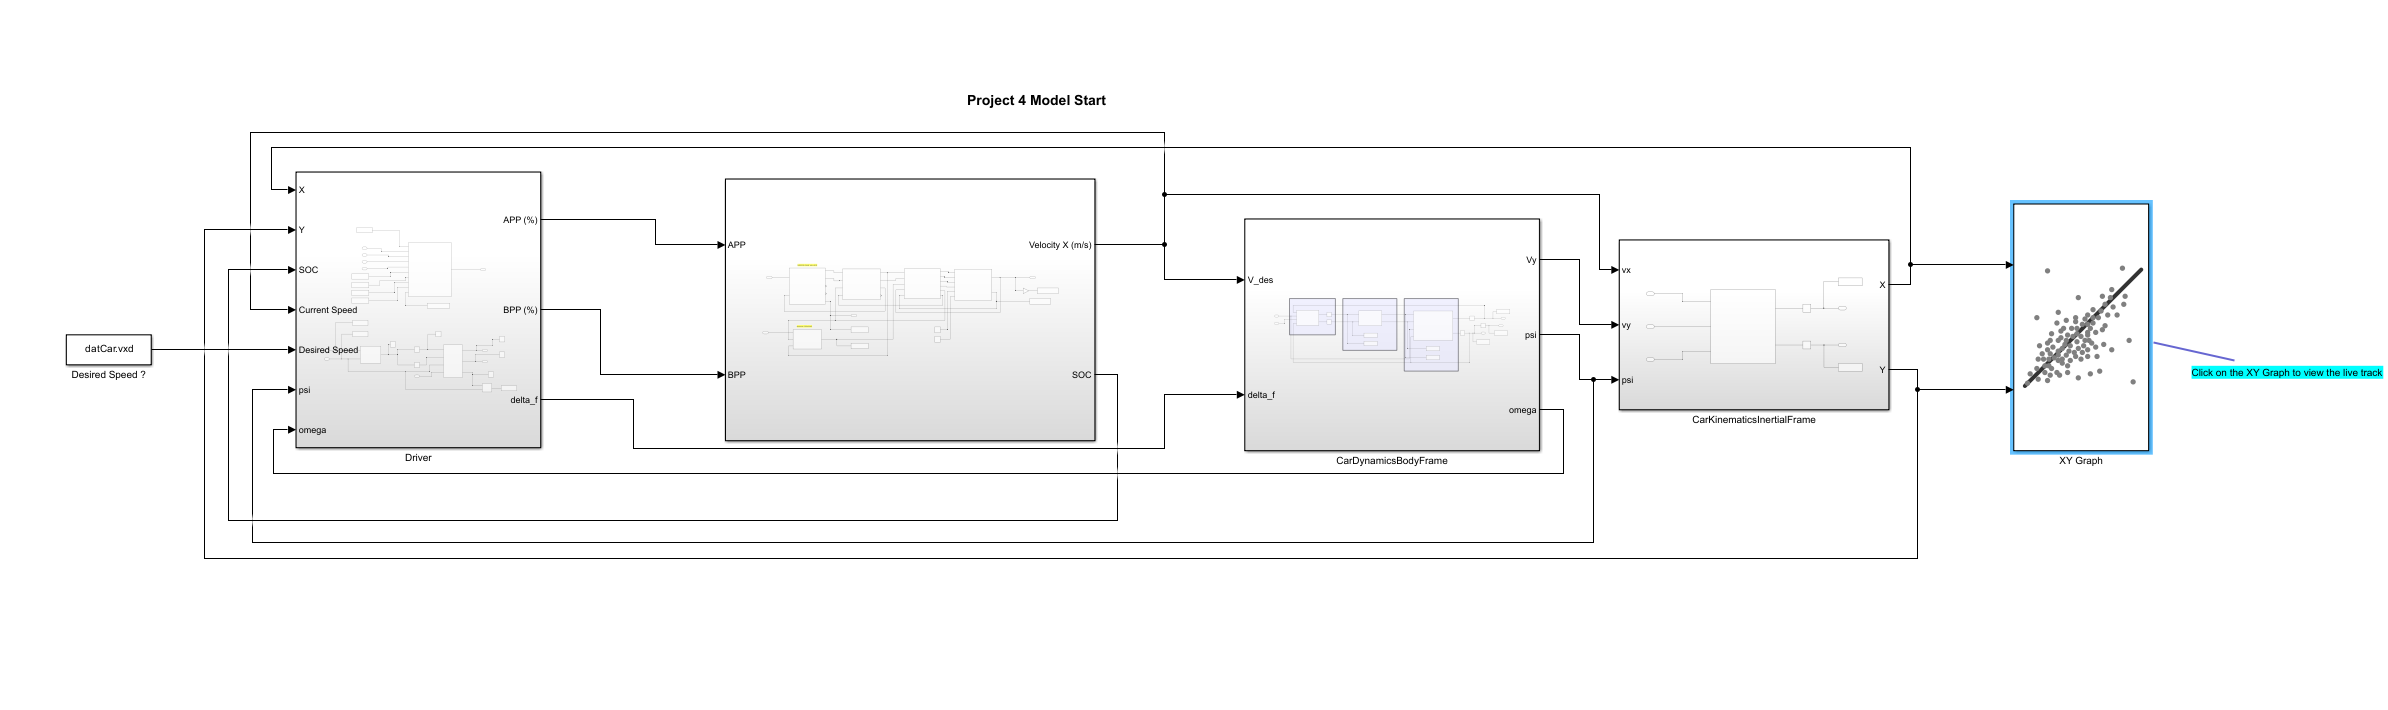 Project 4 Model Start
datCar.vxd
Desired Speed ?
X
Y
SOC
Current Speed
Desired Speed
psi
omega
APP (%)
BPP (%)
delta_f
Driver
APP
BPP
Velocity X (m/s)
SOC
V_des
delta_f
Vy
psi
omega
CarDynamicsBodyFrame
vx
vy
psi
X
Y
CarKinematicsInertialFrame
XY Graph
Click on the XY Graph to view the live track